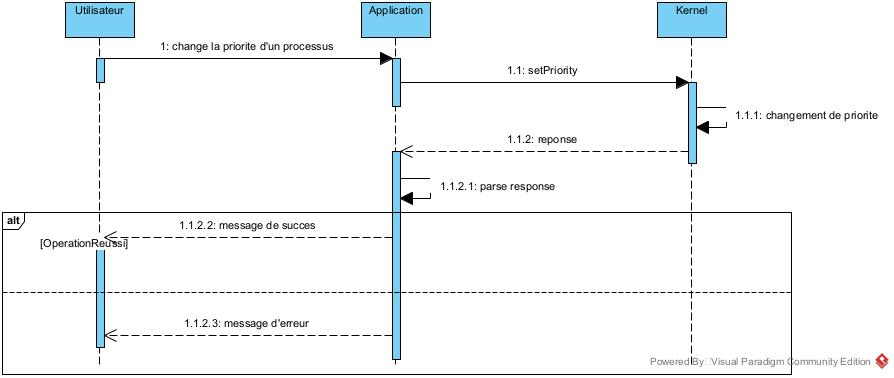 Utilisateur
Application
Kernel
1: change la priorite d'un processus
1.1: setPriority
1.1.1: changement de priorite
1.1.2: reponse
1.1.2.1: parse response
alt
1.1.2.2: message de succes
[OperationReussi]
1.1.2.3: message d'erreur
Powered By Visual Paradigm Community Edition